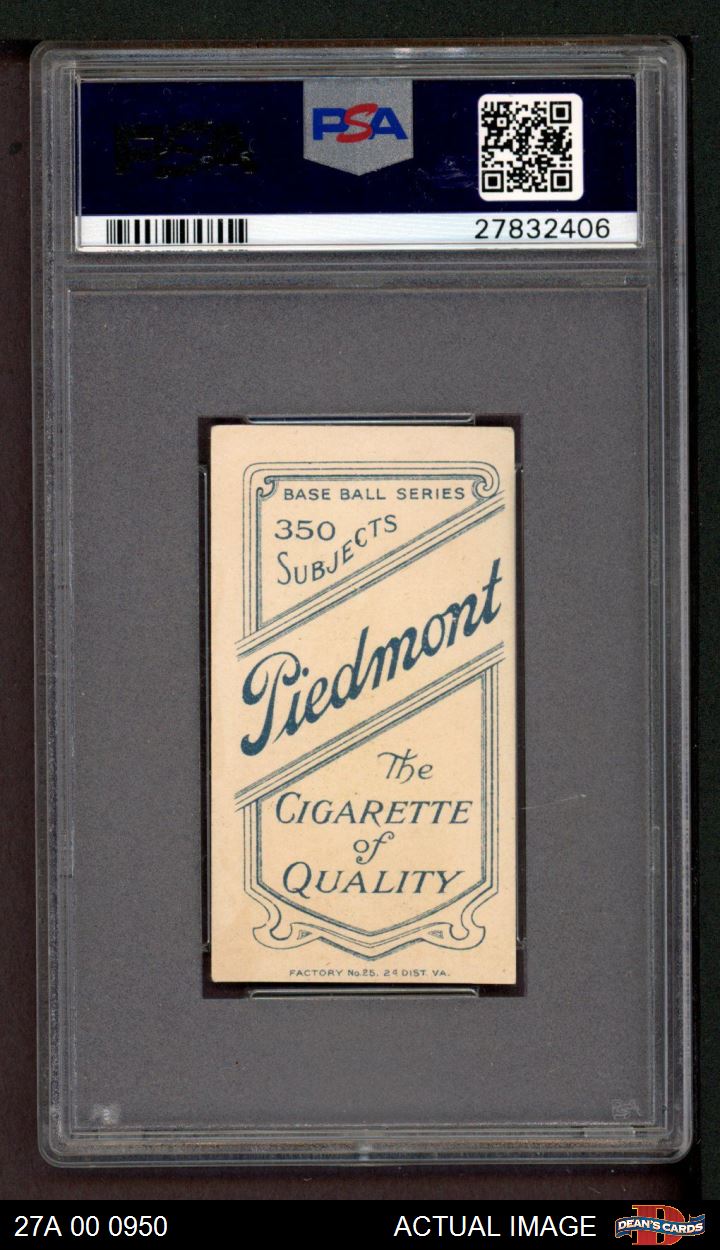 PSA
27832406
BASE BALL SERIES
350
SUBJECTS
Piedmont
The
CIGARETTE
of
QUALITY
FACTORY No.25. 2d DIST. VA.
27A 00 0950
ACTUAL IMAGE
DEAN'S CARDS